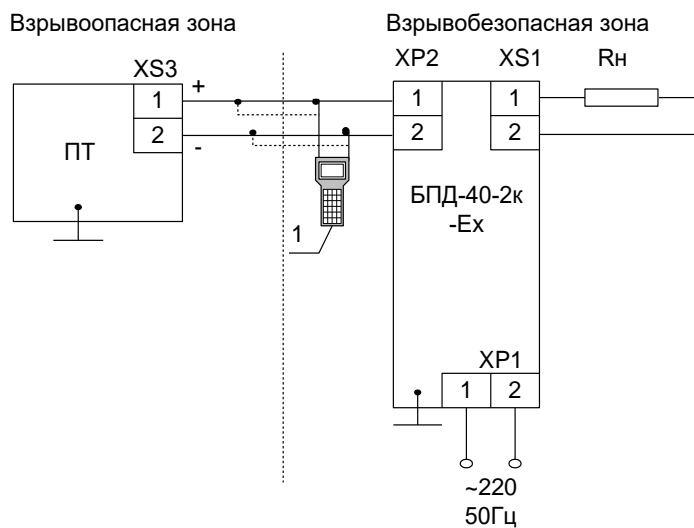 Взрывоопасная зона
Взрывобезопасная зона
XS3
XP2
XS1
Rн
1
+
2
-
ПТ
1
2
1
2
БПД-40-2к
-Ex
1
XP1
1
2
~220
50Гц